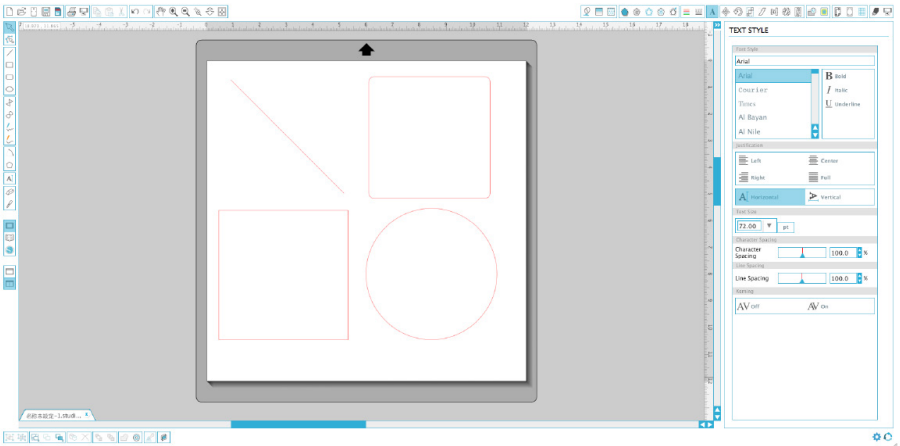 TEXT STYLE
Text Style
Arial
Arial
Courier
Times
Al Bayan
Al Nile
B Bold
I Italic
U Underline
Justification
Left
Center
Right
Full
Horizontal
Vertical
Text Size
72.00
pt
Character Spacing
Character Spacing
100.0 %
Line Spacing
Line Spacing
100.0 %
Kerning
AV Off
AV On